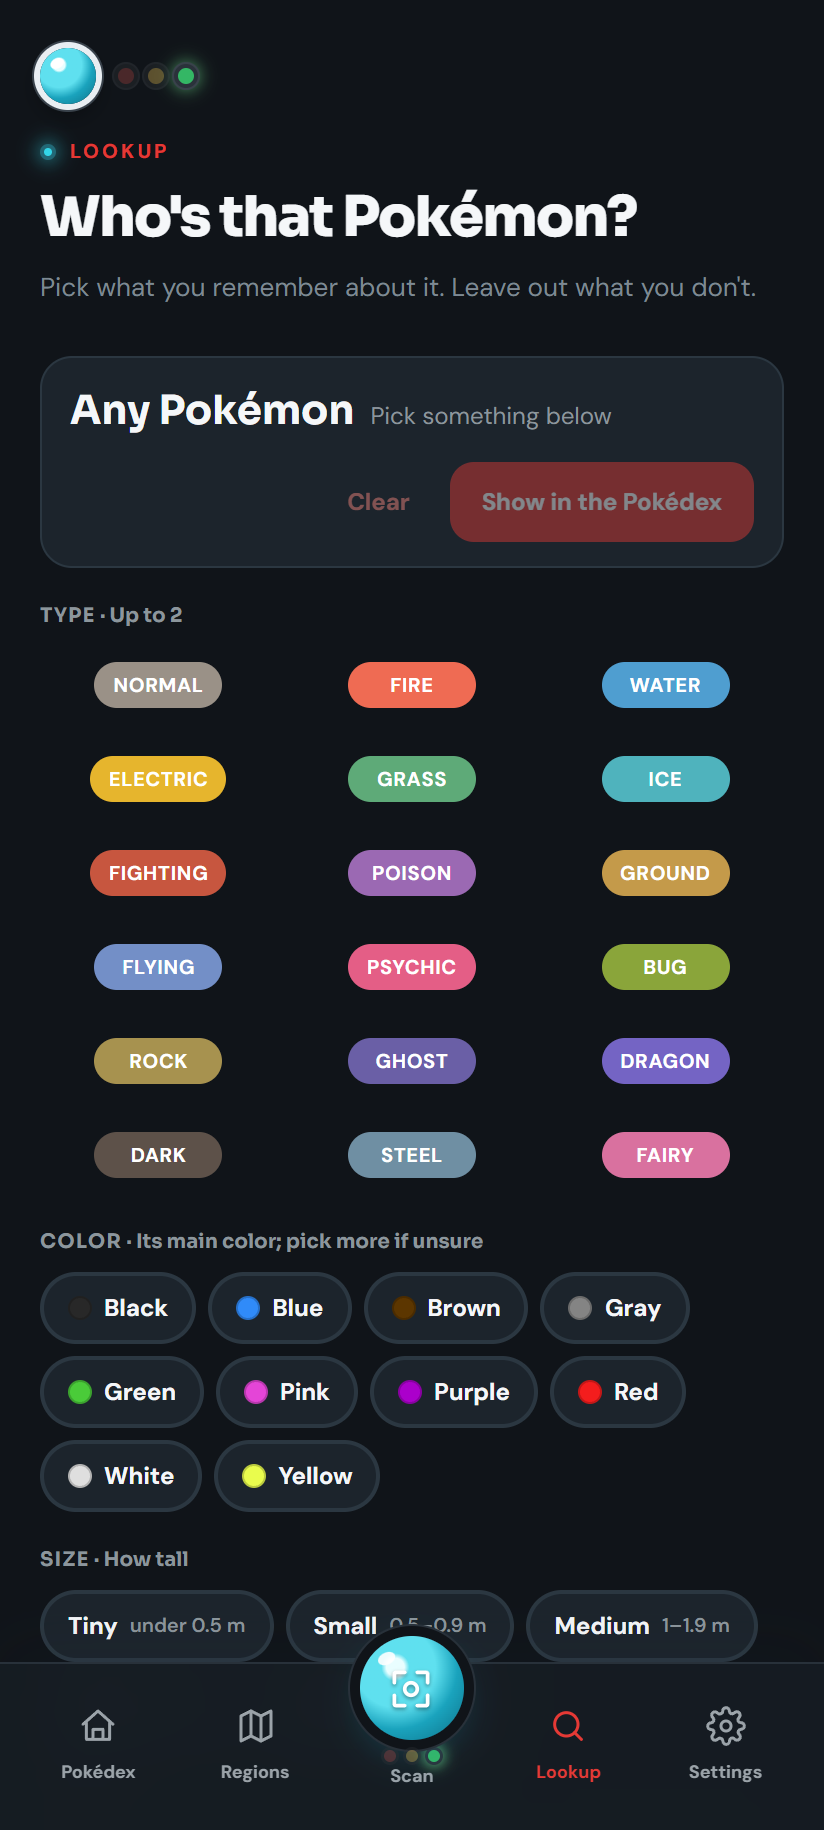 LOOKUP
Who's that Pokémon?
Pick what you remember about it. Leave out what you don't.
Any Pokémon Pick something below
Clear Show in the Pokédex
TYPE · Up to 2
NORMAL FIRE WATER
ELECTRIC GRASS ICE
FIGHTING POISON GROUND
FLYING PSYCHIC BUG
ROCK GHOST DRAGON
DARK STEEL FAIRY
COLOR · Its main color; pick more if unsure
Black Blue Brown Gray
Green Pink Purple Red
White Yellow
SIZE · How tall
Tiny under 0.5 m Small 0.5–0.9 m Medium 1–1.9 m
Pokédex Regions Scan Lookup Settings